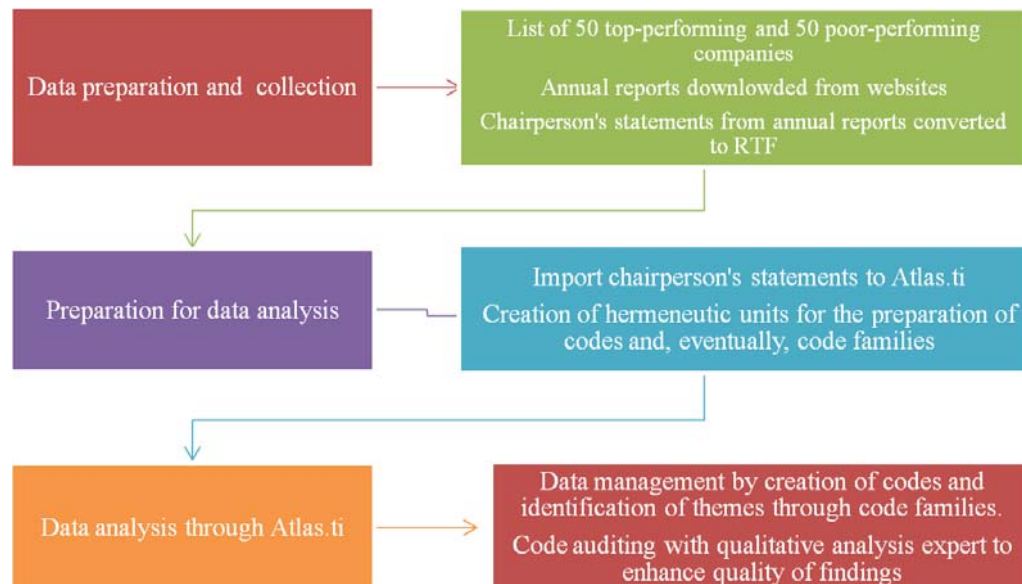 Data preparation and collection
List of 50 top-performing and 50 poor-performing
companies
Annual reports downlowded from websites
Chairperson's statements from annual reports converted
to RTF
Preparation for data analysis
Import chairperson's statements to Atlas.ti
Creation of hermeneutic units for the preparation of
codes and, eventually, code families
Data analysis through Atlas.ti
Data management by creation of codes and
identification of themes through code families.
Code auditing with qualitative analysis expert to
enhance quality of findings